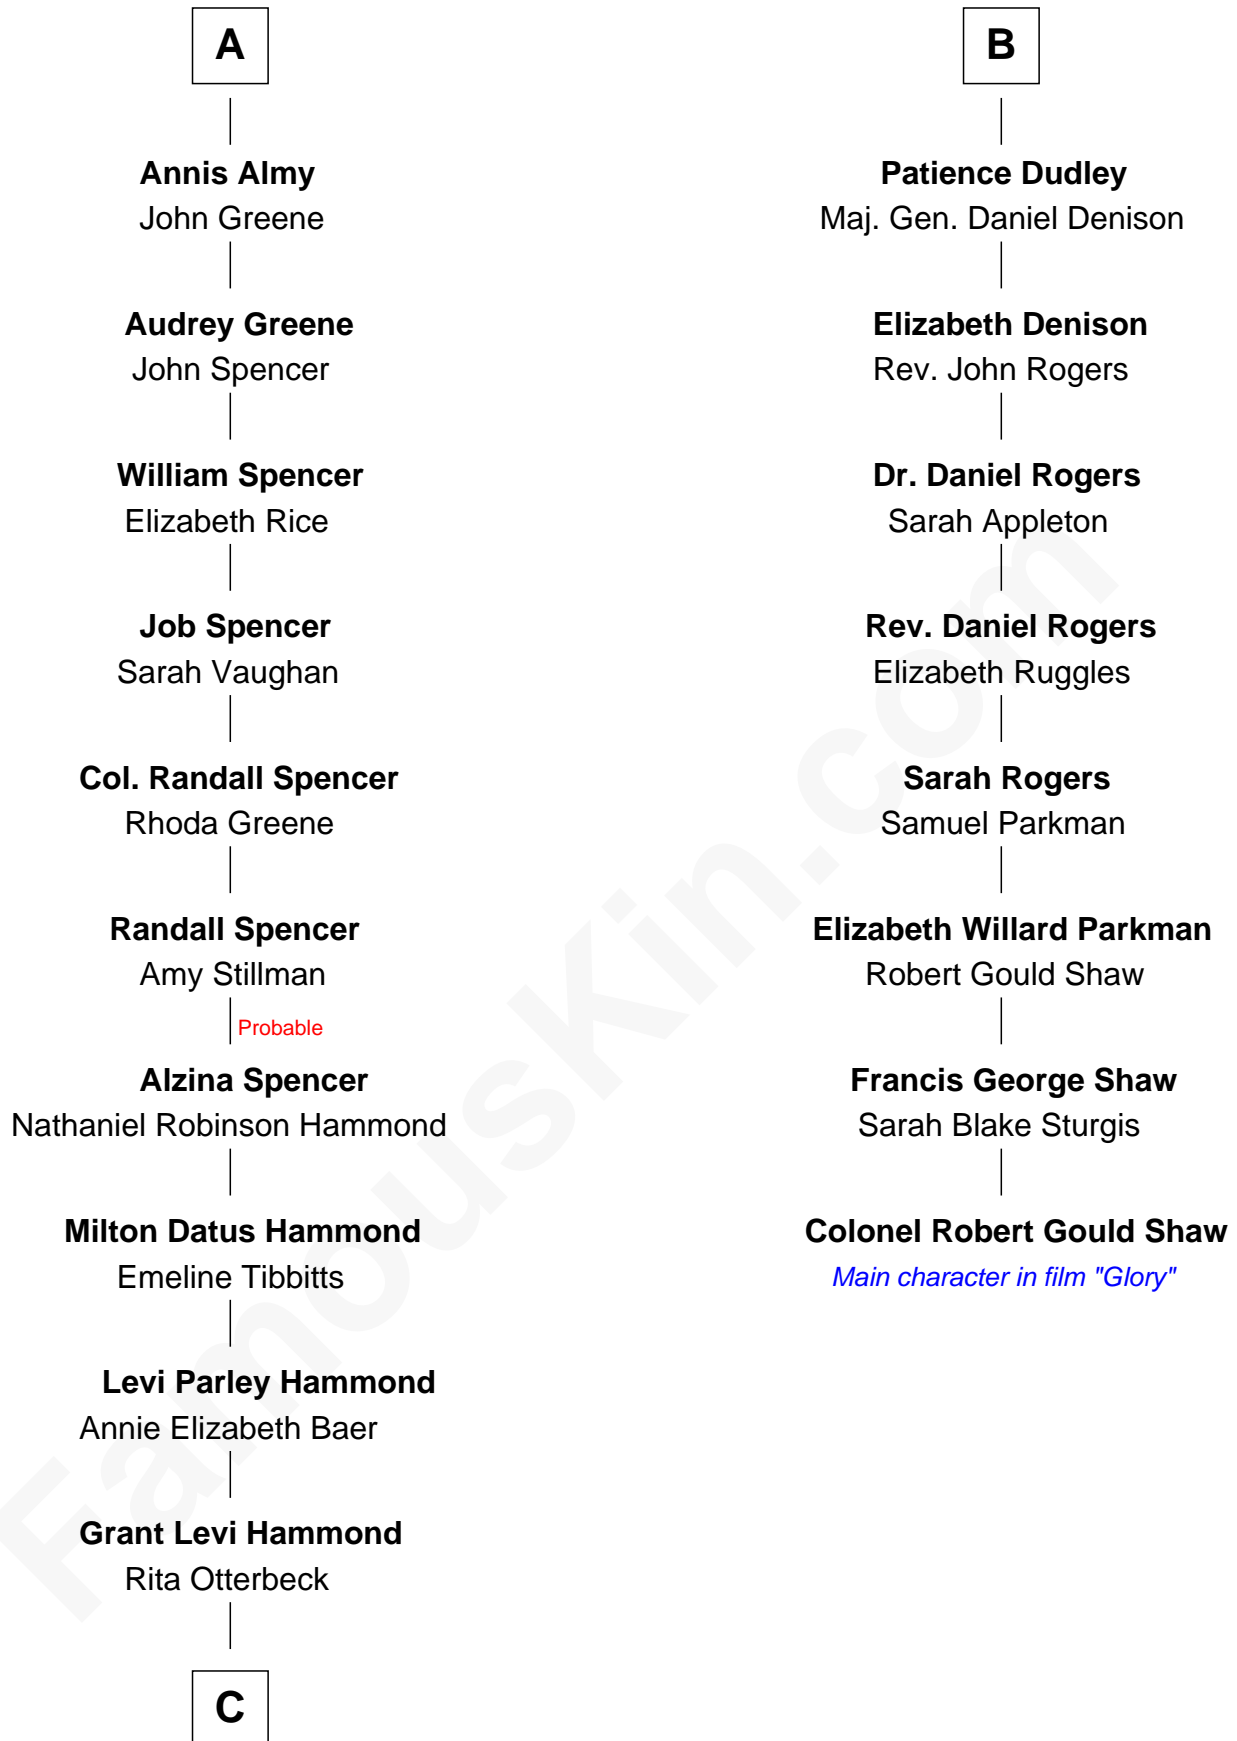 A
Annis Almy
John Greene
Audrey Greene
John Spencer
William Spencer
Elizabeth Rice
Job Spencer
Sarah Vaughan
Col. Randall Spencer
Rhoda Greene
Randall Spencer
Amy Stillman
Probable
Alzina Spencer
Nathaniel Robinson Hammond
Milton Datus Hammond
Emeline Tibbitts
Levi Parley Hammond
Annie Elizabeth Baer
Grant Levi Hammond
Rita Otterbeck
C
B
Patience Dudley
Maj. Gen. Daniel Denison
Elizabeth Denison
Rev. John Rogers
Dr. Daniel Rogers
Sarah Appleton
Rev. Daniel Rogers
Elizabeth Ruggles
Sarah Rogers
Samuel Parkman
Elizabeth Willard Parkman
Robert Gould Shaw
Francis George Shaw
Sarah Blake Sturgis
Colonel Robert Gould Shaw
Main character in film "Glory"
FamousKin.com